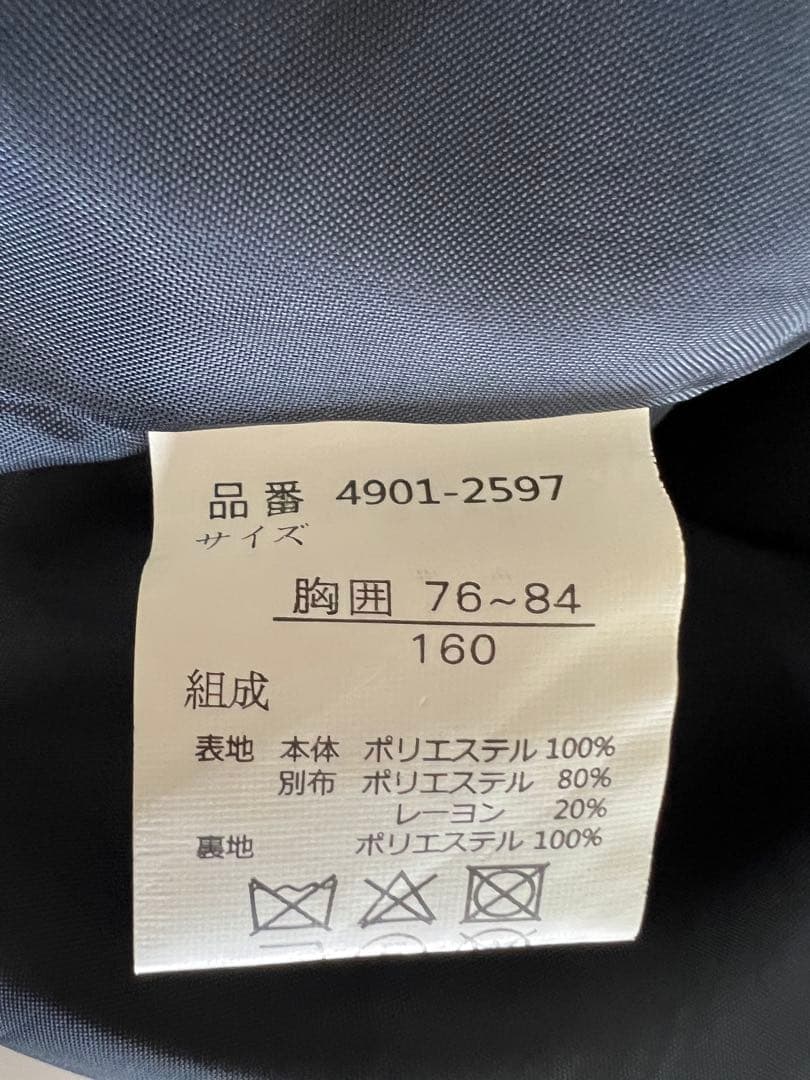 品番 4901-2597
サイズ
胸囲 76~84
160
組成
表地 本体 ポリエステル 100%
別布 ポリエステル 80%
レーヨン 20%
裏地 ポリエステル 100%